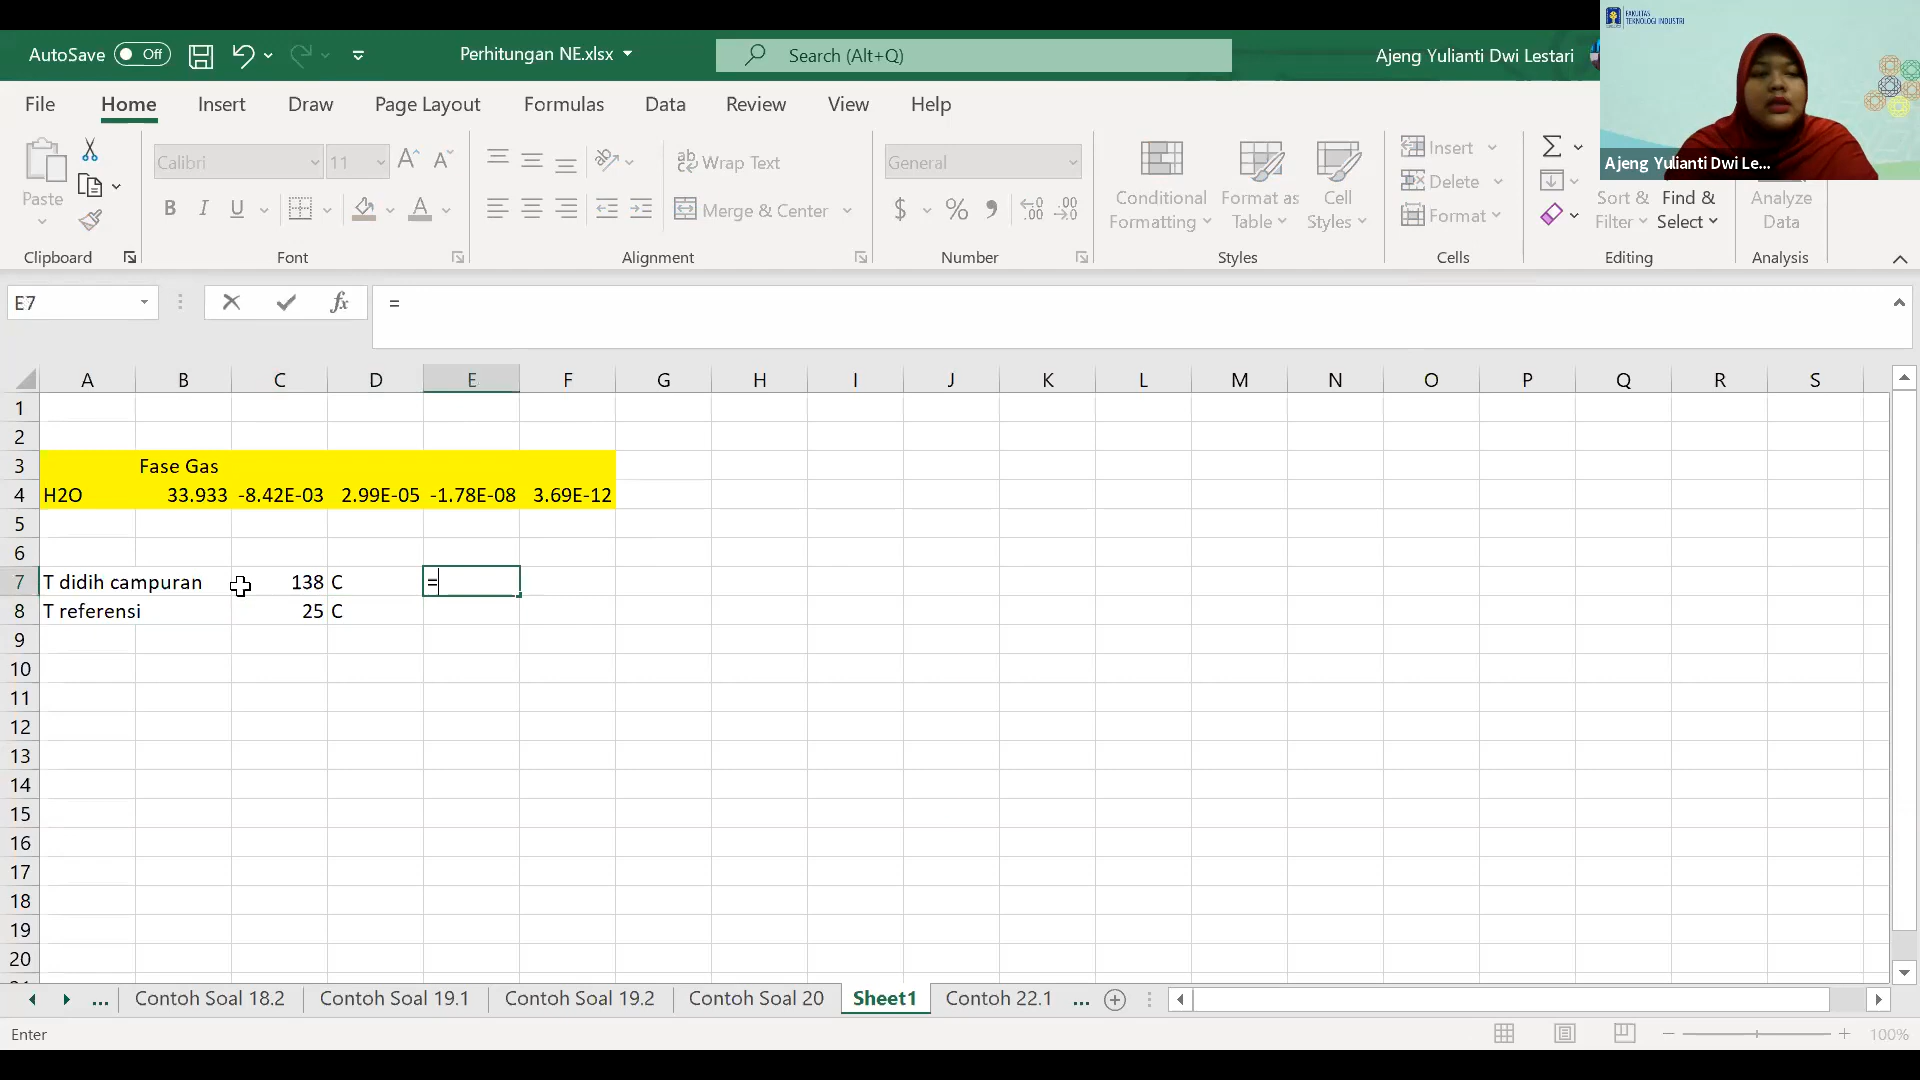 FAKULTAS
TEKNOLOGI INDUSTRI
AutoSave Off
Perhitungan NE.xlsx
Search (Alt+Q)
Ajeng Yulianti Dwi Lestari
File Home Insert Draw Page Layout Formulas Data Review View Help
Ajeng Yulianti Dwi Le...
Paste
Calibri 11
B I U
Wrap Text
Merge & Center
General
$ % 9
Conditional Formatting
Format as Table
Cell Styles
Insert
Delete
Format
Sort & Filter
Find & Select
Analyze Data
Clipboard Font Alignment Number Styles Cells Editing Analysis
E7 fx =
A B C D E F G H I J K L M N O P Q R S
1
2
3 Fase Gas
4 H2O 33.933 -8.42E-03 2.99E-05 -1.78E-08 3.69E-12
5
6
7 T didih campuran 138 C =
8 T referensi 25 C
9
10
11
12
13
14
15
16
17
18
19
20
... Contoh Soal 18.2 Contoh Soal 19.1 Contoh Soal 19.2 Contoh Soal 20 Sheet1 Contoh 22.1 ...
Enter
100%